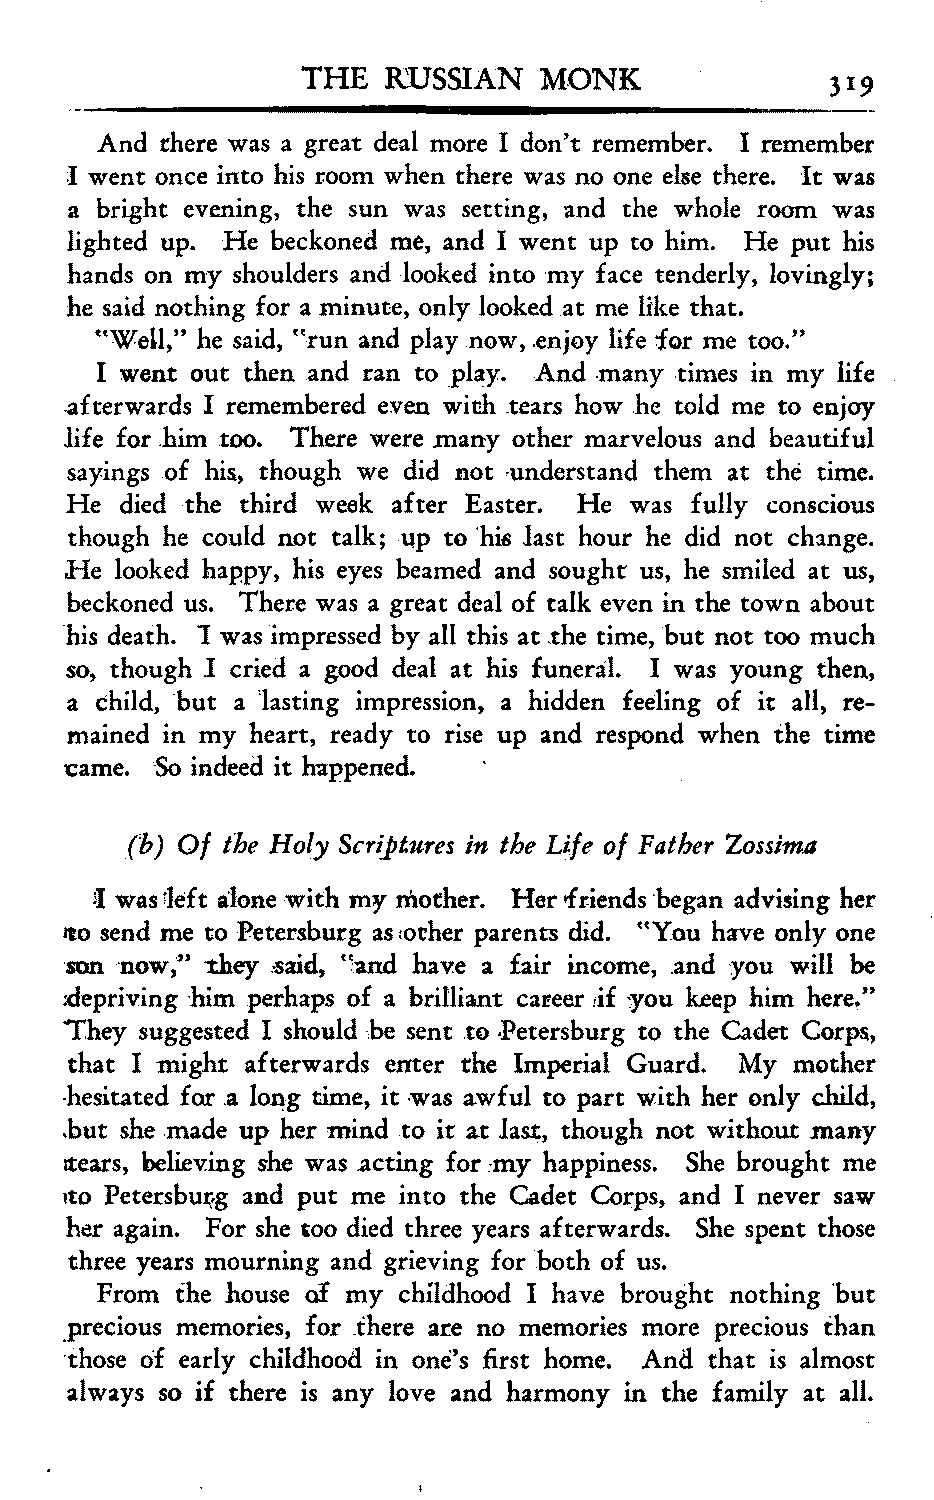 THE RUSSIAN MONK 319
And there was a great deal more I don't remember. I remember
I went once into his room when there was no one else there. It was
a bright evening, the sun was setting, and the whole room was
lighted up. He beckoned me, and I went up to him. He put his
hands on my shoulders and looked into my face tenderly, lovingly;
he said nothing for a minute, only looked at me like that.
"Well," he said, "run and play now, enjoy life for me too."
I went out then and ran to play. And many times in my life
afterwards I remembered even with tears how he told me to enjoy
life for him too. There were many other marvelous and beautiful
sayings of his, though we did not understand them at the time.
He died the third week after Easter. He was fully conscious
though he could not talk; up to his last hour he did not change.
He looked happy, his eyes beamed and sought us, he smiled at us,
beckoned us. There was a great deal of talk even in the town about
his death. I was impressed by all this at the time, but not too much
so, though I cried a good deal at his funeral. I was young then,
a child, but a lasting impression, a hidden feeling of it all, re-
mained in my heart, ready to rise up and respond when the time
came. So indeed it happened.
(b) Of the Holy Scriptures in the Life of Father Zossima
I was left alone with my mother. Her friends began advising her
to send me to Petersburg as other parents did. "You have only one
son now," they said, "and have a fair income, and you will be
depriving him perhaps of a brilliant career if you keep him here."
They suggested I should be sent to Petersburg to the Cadet Corps,
that I might afterwards enter the Imperial Guard. My mother
hesitated for a long time, it was awful to part with her only child,
but she made up her mind to it at last, though not without many
tears, believing she was acting for my happiness. She brought me
to Petersburg and put me into the Cadet Corps, and I never saw
her again. For she too died three years afterwards. She spent those
three years mourning and grieving for both of us.
From the house of my childhood I have brought nothing but
precious memories, for there are no memories more precious than
those of early childhood in one's first home. And that is almost
always so if there is any love and harmony in the family at all.